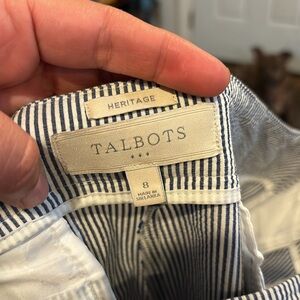 HERITAGE
TALBOTS
8
MADE IN
SRI LANKA